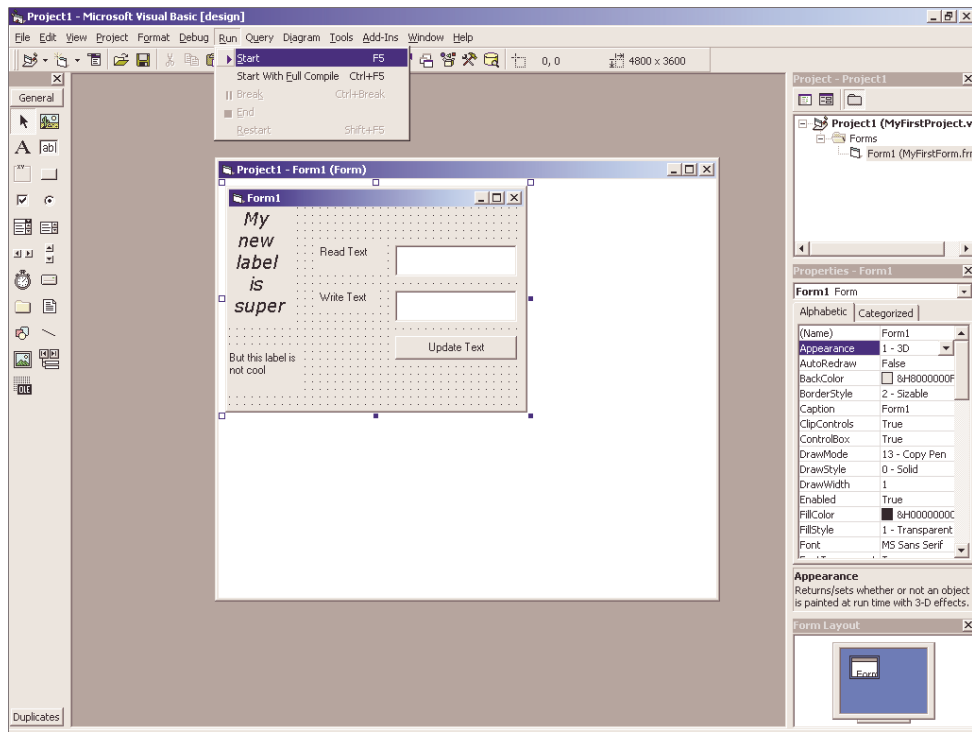 Project1 - Microsoft Visual Basic [design]
File Edit View Project Format Debug Run Query Diagram Tools Add-Ins Window Help
0, 0 4800 x 3600
Start F5
Start With Full Compile Ctrl+F5
Break Ctrl+Break
End
Restart Shift+F5
General
A ab|
XY
OLE
Duplicates
Project1 - Form1 (Form)
Form1
My
new
label
is
super
Read Text
Write Text
Update Text
But this label is
not cool
Project - Project1
Project1 (MyFirstProject.v
Forms
Form1 (MyFirstForm.frm
Properties - Form1
Form1 Form
Alphabetic Categorized
(Name) Form1
Appearance 1 - 3D
AutoRedraw False
BackColor &H8000000F
BorderStyle 2 - Sizable
Caption Form1
ClipControls True
ControlBox True
DrawMode 13 - Copy Pen
DrawStyle 0 - Solid
DrawWidth 1
Enabled True
FillColor &H0000000C
FillStyle 1 - Transparent
Font MS Sans Serif
Appearance
Returns/sets whether or not an object
is painted at run time with 3-D effects.
Form Layout
Form